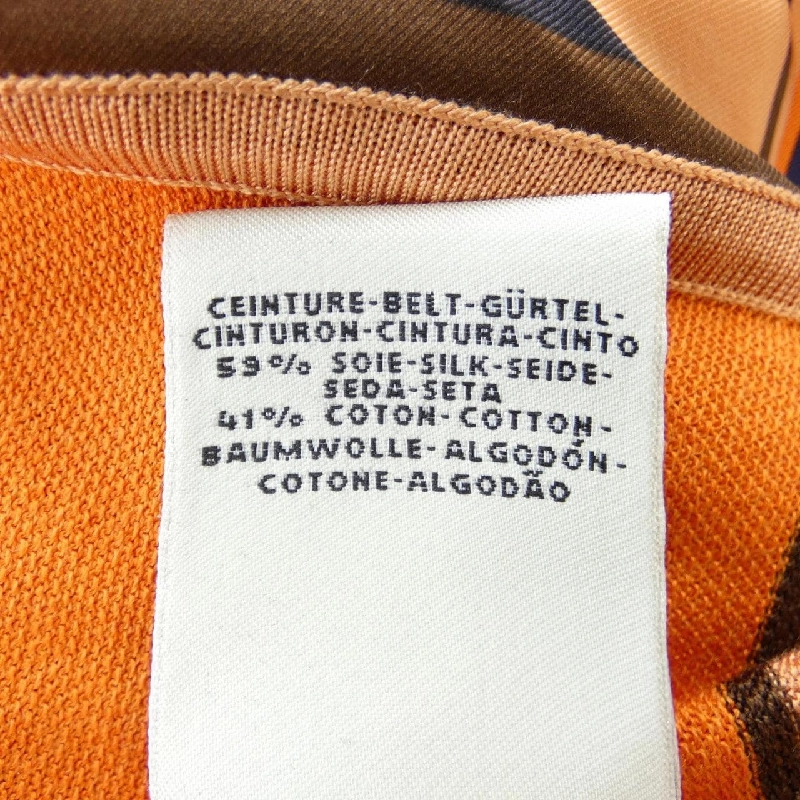 CEINTURE-BELT-GÜRTEL-
CINTURON-CINTURA-CINTO
59% SOIE-SILK-SEIDE-
SEDA-SETA
41% COTON-COTTON-
BAUMWOLLE-ALGODÓN-
COTONE-ALGODÃO